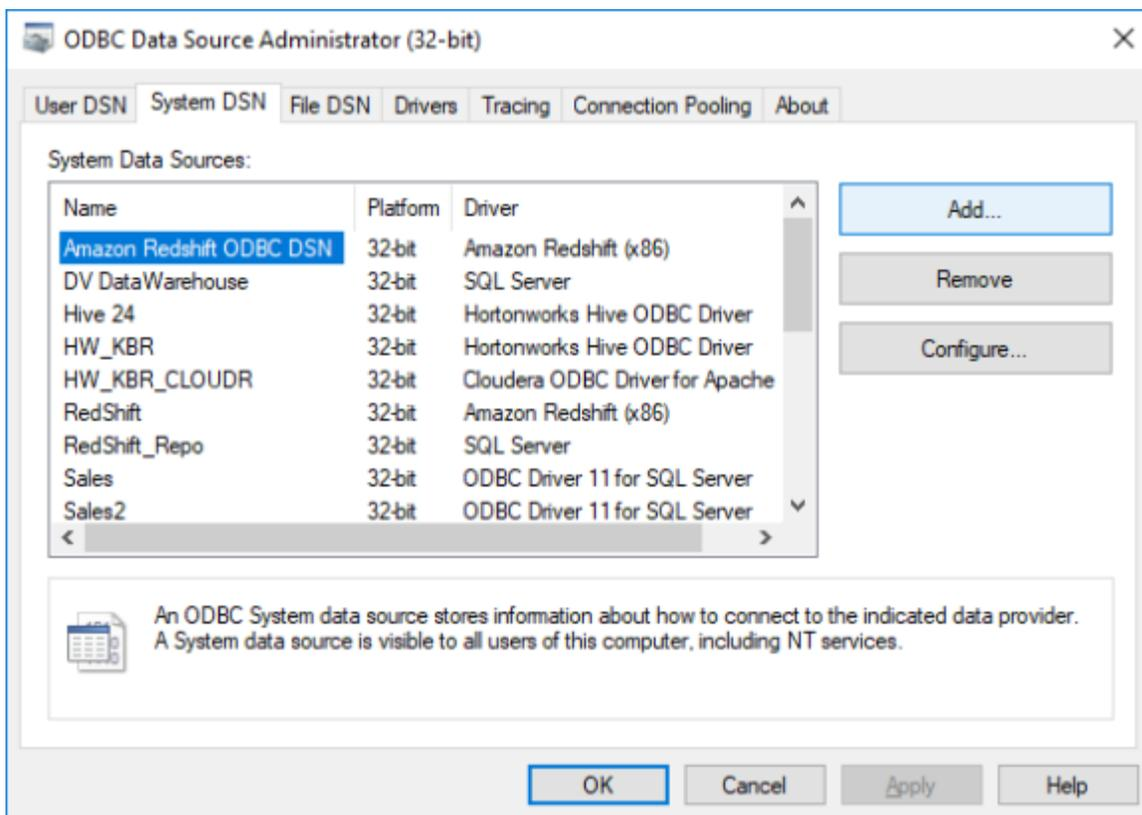 ODBC Data Source Administrator (32-bit)
User DSN System DSN File DSN Drivers Tracing Connection Pooling About
System Data Sources:
Name Platform Driver
Amazon Redshift ODBC DSN 32-bit Amazon Redshift (x86)
DV DataWarehouse 32-bit SQL Server
Hive 24 32-bit Hortonworks Hive ODBC Driver
HW_KBR 32-bit Hortonworks Hive ODBC Driver
HW_KBR_CLOUDR 32-bit Cloudera ODBC Driver for Apache
RedShift 32-bit Amazon Redshift (x86)
RedShift_Repo 32-bit SQL Server
Sales 32-bit ODBC Driver 11 for SQL Server
Sales2 32-bit ODBC Driver 11 for SQL Server
Add...
Remove
Configure...
An ODBC System data source stores information about how to connect to the indicated data provider.
A System data source is visible to all users of this computer, including NT services.
OK Cancel Apply Help